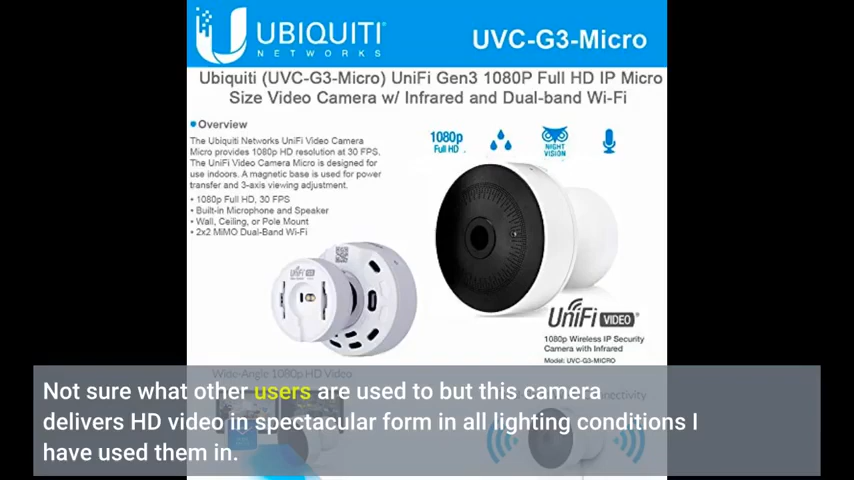 UBIQUITI
NETWORKS
UVC-G3-Micro
Ubiquiti (UVC-G3-Micro) UniFi Gen3 1080P Full HD IP Micro
Size Video Camera w/ Infrared and Dual-band Wi-Fi
Overview
The Ubiquiti Networks UniFi Video Camera
Micro provides 1080p HD resolution at 30 FPS.
The UniFi Video Camera Micro is designed for
use indoors. A magnetic base is used for power
transfer and 3-axis viewing adjustment.
• 1080p Full HD, 30 FPS
• Built-in Microphone and Speaker
• Wall, Ceiling, or Pole Mount
• 2x2 MiMO Dual-Band Wi-Fi
1080p
Full HD
NIGHT
VISION
UniFi
UniFi VIDEO
1080p Wireless IP Security
Camera with Infrared
Model: UVC-G3-MICRO
Wide-Angle 1080p HD Video
Not sure what other users are used to but this camera
delivers HD video in spectacular form in all lighting conditions I
have used them in.